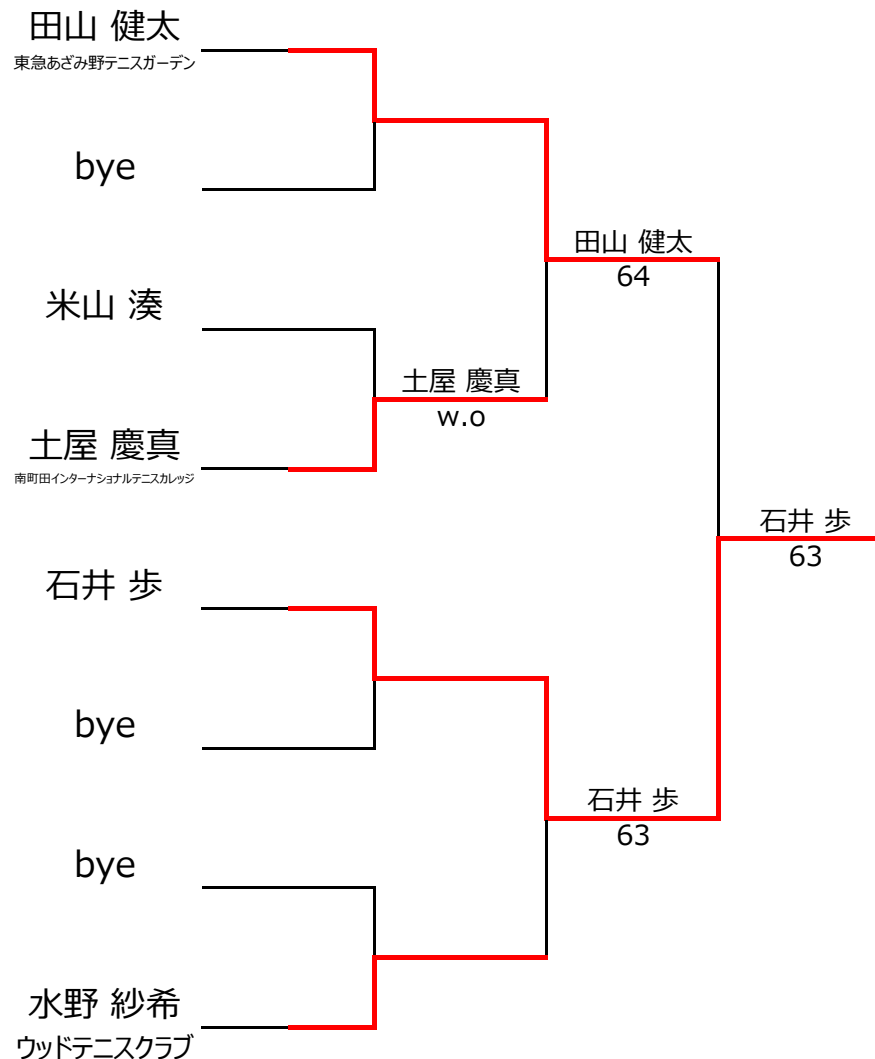 田山 健太
東急あざみ野テニスガーデン
bye
米山 湊
土屋 慶真
南町田インターナショナルテニスカレッジ
石井 歩
bye
bye
水野 紗希
ウッドテニスクラブ
土屋 慶真
w.o
田山 健太
64
石井 歩
63
石井 歩
63